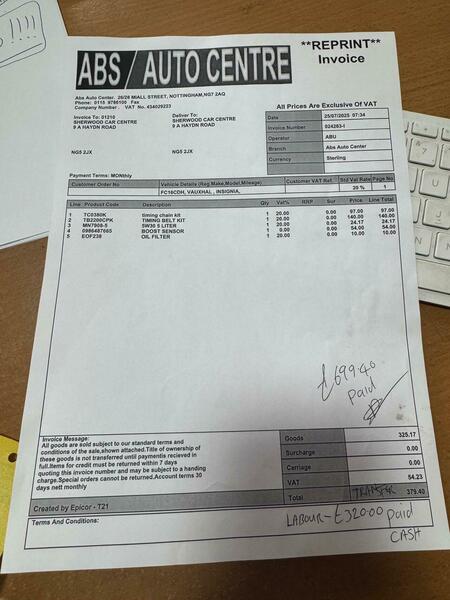 !!!!
**REPRINT**
Invoice
ABS / AUTO CENTRE
Abs Auto Center. 26/28 MIALL STREET, NOTTINGHAM,NG7 2AQ
Phone: 0115 9786100 Fax
Company Number . VAT No. 434029223
Invoice To: 01210
SHERWOOD CAR CENTRE
9 A HAYDN ROAD
NG5 2JX
Deliver To:
SHERWOOD CAR CENTRE
9 A HAYDN ROAD
NG5 2JX
All Prices Are Exclusive Of VAT
Date 25/07/2025 07:34
Invoice Number 024263-I
Operator ABU
Branch Abs Auto Center
Currency Sterling
Payment Terms: MONthly
Customer Order No Vehicle Details (Reg,Make,Model,Mileage) Customer VAT Ref. Std Vat Rate Page No
FC16CDH, VAUXHAL , INSIGNIA, 20 % 1
Line Product Code Description Qty Vat% RRP Sur Price Line Total
1 TC0380K timing chain kit 1 20.00 0.00 97.00 97.00
2 TB2200CPK TIMING BELT KIT 1 20.00 0.00 140.00 140.00
3 MN7908-5 5W30 5 LITER 1 20.00 0.00 24.17 24.17
4 0986487665 BOOST SENSOR 1 0.00 0.00 54.00 54.00
5 EOF238 OIL FILTER 1 20.00 0.00 10.00 10.00
£699.40
Paid
Invoice Message:
All goods are sold subject to our standard terms and
conditions of the sale,shown attached.Title of ownership of
these goods is not transferred until paymentis recieved in
full.Items for credit must be returned within 7 days
quoting this invoice number and may be subject to a handing
charge.Special orders cannot be returned.Account terms 30
days nett monthly
Goods 325.17
Surcharge 0.00
Carriage 0.00
VAT 54.23
Total TRANSFER 379.40
Created by Epicor - T21
Terms And Conditions:
LABOUR - £320.00 paid
CASH